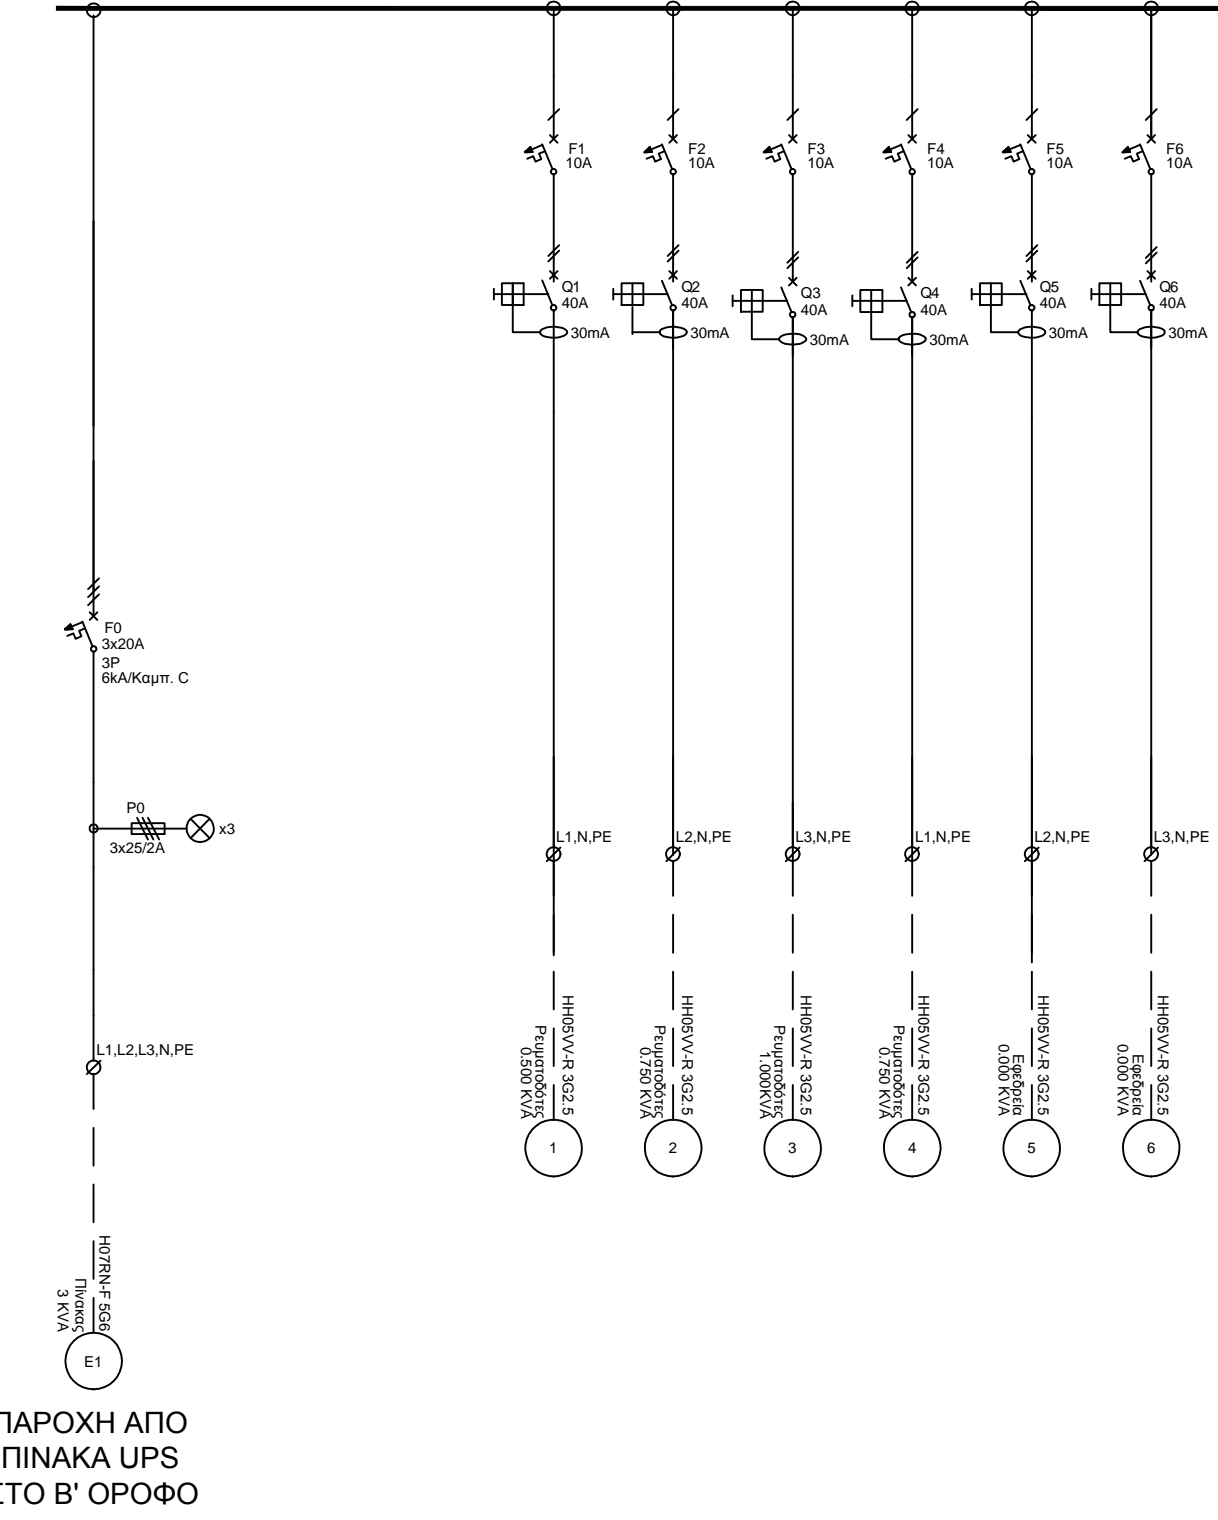 F1
10A
F2
10A
F3
10A
F4
10A
F5
10A
F6
10A
Q1
40A
30mA
Q2
40A
30mA
Q3
40A
30mA
Q4
40A
30mA
Q5
40A
30mA
Q6
40A
30mA
F0
3x20A
3P
6kA/Καμπ. C
P0
3x25/2A
x3
L1,N,PE
L2,N,PE
L3,N,PE
L1,N,PE
L2,N,PE
L3,N,PE
L1,L2,L3,N,PE
HH05VV-R 3G2.5
Ρευματοδότες
0.500 KVA
1
HH05VV-R 3G2.5
Ρευματοδότες
0.750 KVA
2
HH05VV-R 3G2.5
Ρευματοδότες
1.000KVA
3
HH05VV-R 3G2.5
Ρευματοδότες
0.750 KVA
4
HH05VV-R 3G2.5
Εφεδρεία
0.000 KVA
5
HH05VV-R 3G2.5
Εφεδρεία
0.000 KVA
6
H07RN-F 5G6
Πίνακας
3 KVA
E1
ΠΑΡΟΧΗ ΑΠΟ
ΠΙΝΑΚΑ UPS
ΣΤΟ Β' ΟΡΟΦΟ